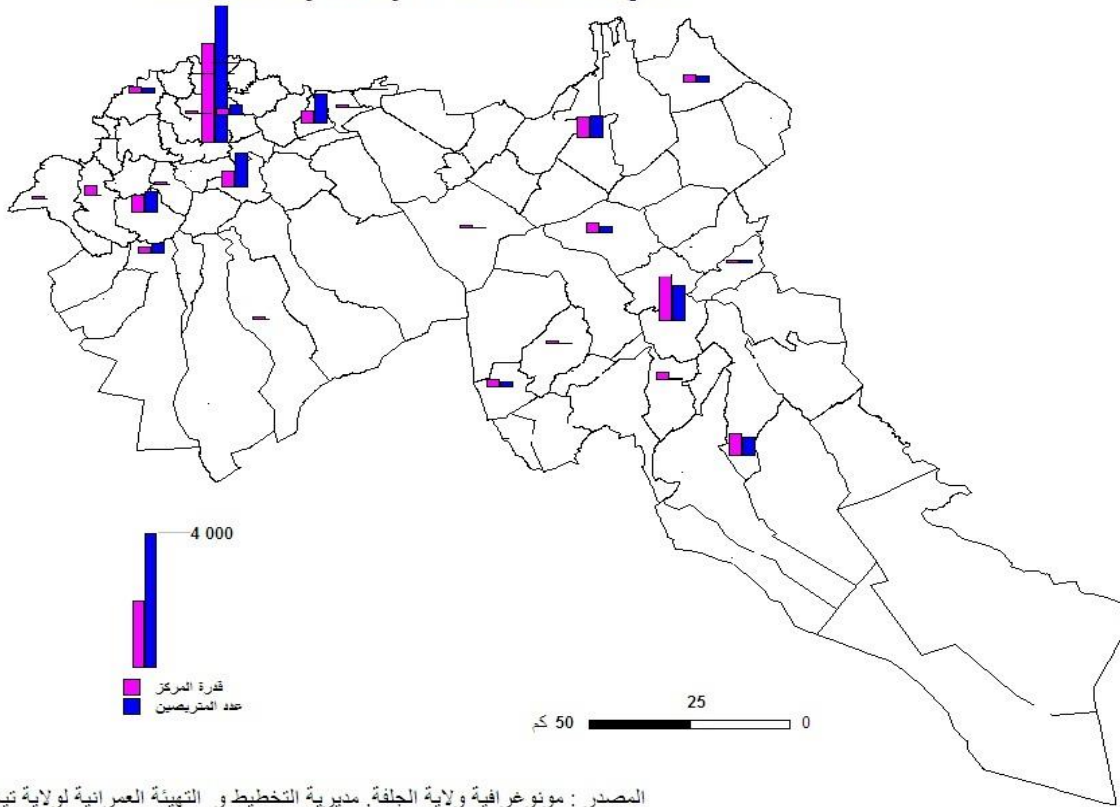 4 000
قدرة المركز
عدد المتربصين
25
50 كم 0
المصدر : مونوغرافية ولاية الجلفة, مديرية التخطيط و التهيئة العمرانية لولاية